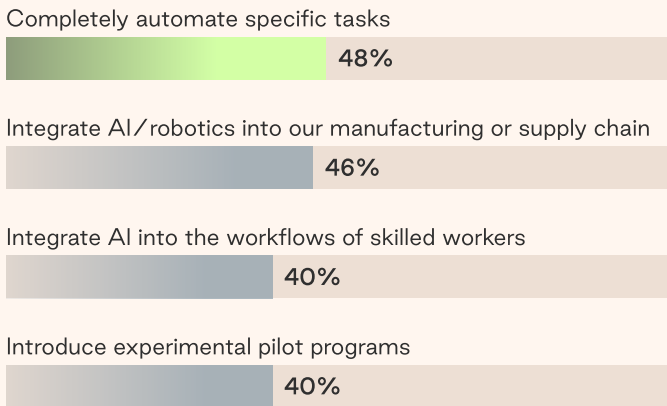 Completely automate specific tasks
48%
Integrate AI/robotics into our manufacturing or supply chain
46%
Integrate AI into the workflows of skilled workers
40%
Introduce experimental pilot programs
40%